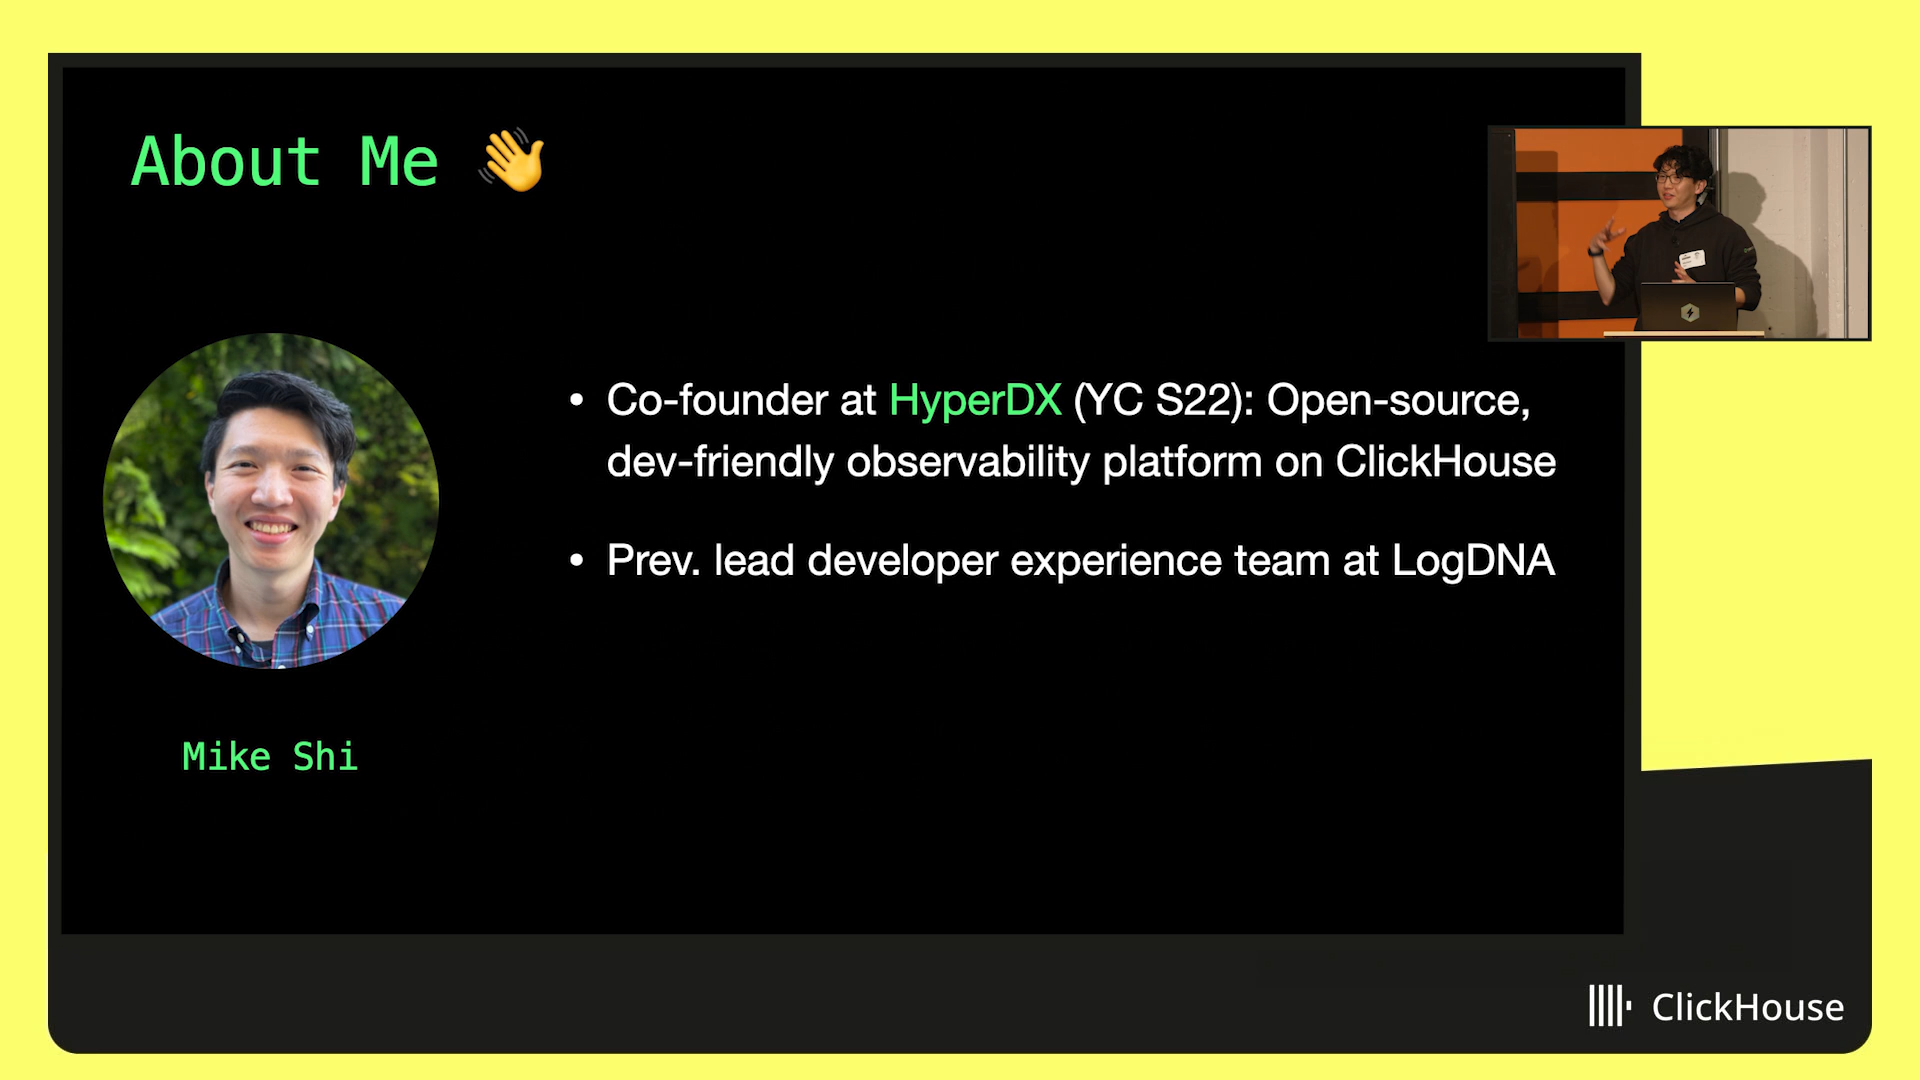 About Me 👋
• Co-founder at HyperDX (YC S22): Open-source,
dev-friendly observability platform on ClickHouse
• Prev. lead developer experience team at LogDNA
Mike Shi
ClickHouse